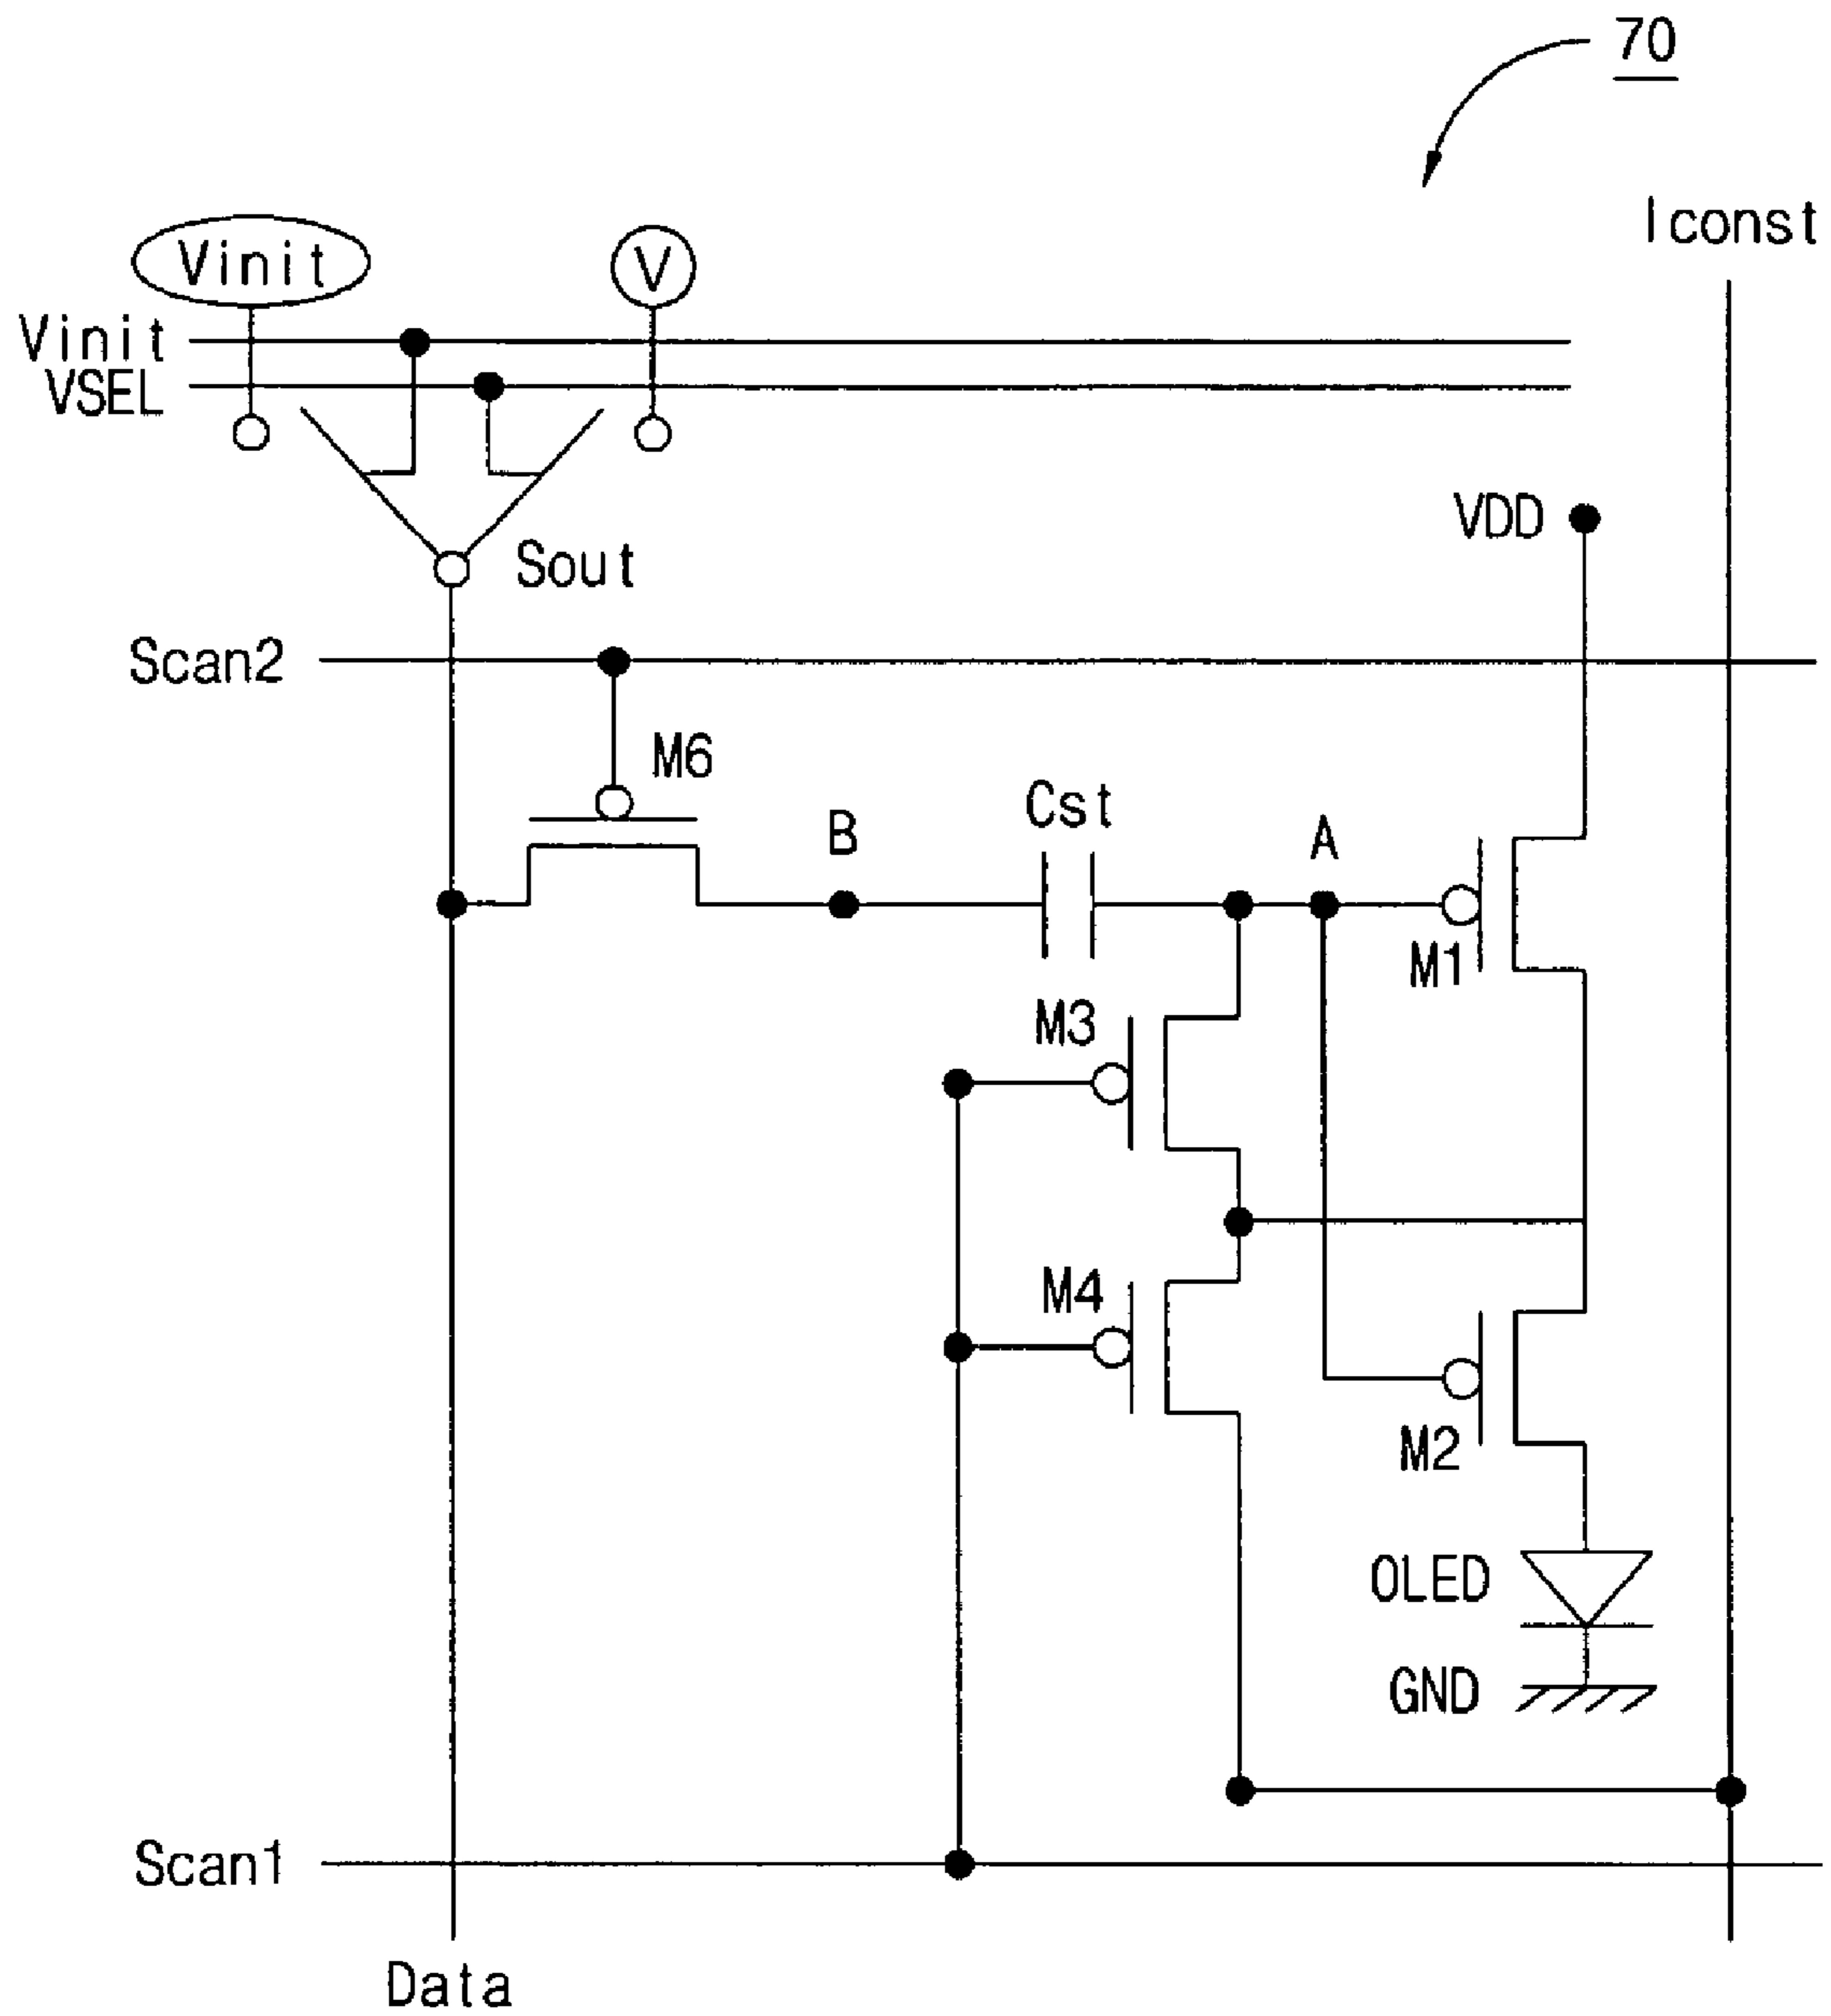 70
Iconst
Vinit
V
Vinit
VSEL
VDD
Sout
Scan2
M6
Cst
B
A
M1
M3
M4
M2
OLED
GND
Scan1
Data